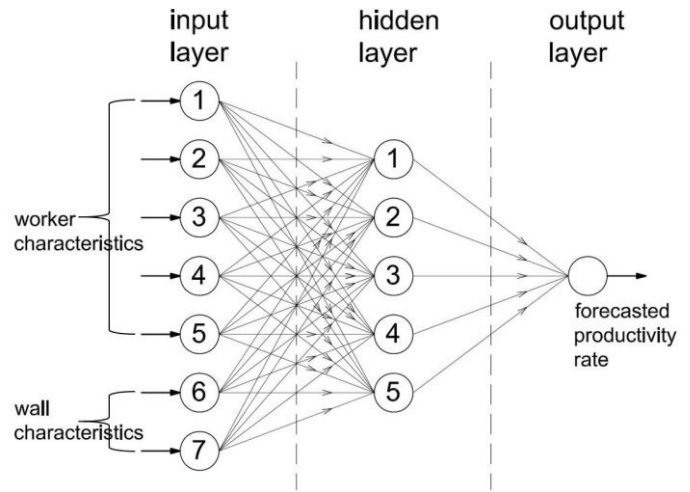 input
layer
hidden
layer
output
layer
1
2
3
4
5
6
7
worker
characteristics
wall
characteristics
1
2
3
4
5
forecasted
productivity
rate